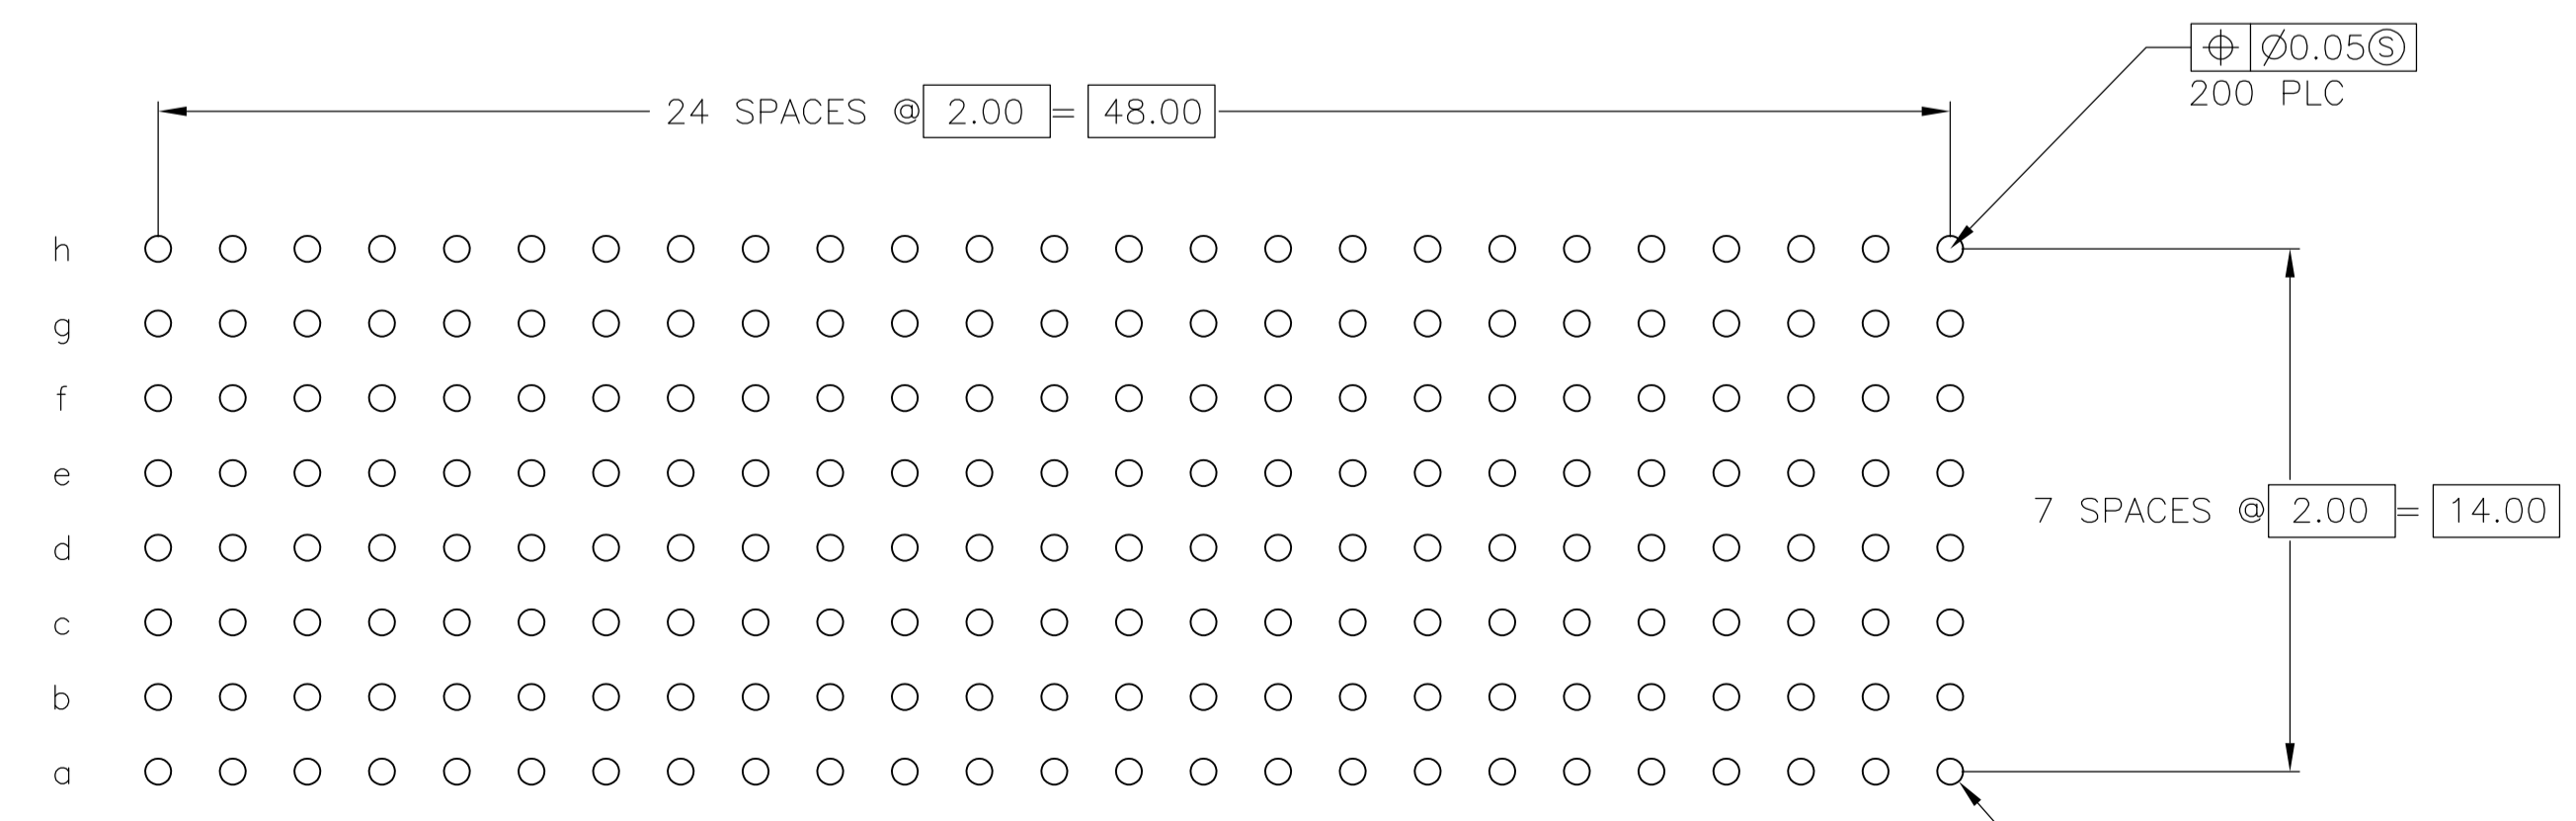 ⌖ Ø0.05Ⓢ
200 PLC
24 SPACES @ 2.00 = 48.00
h
g
f
e
7 SPACES @ 2.00 = 14.00
d
c
b
a